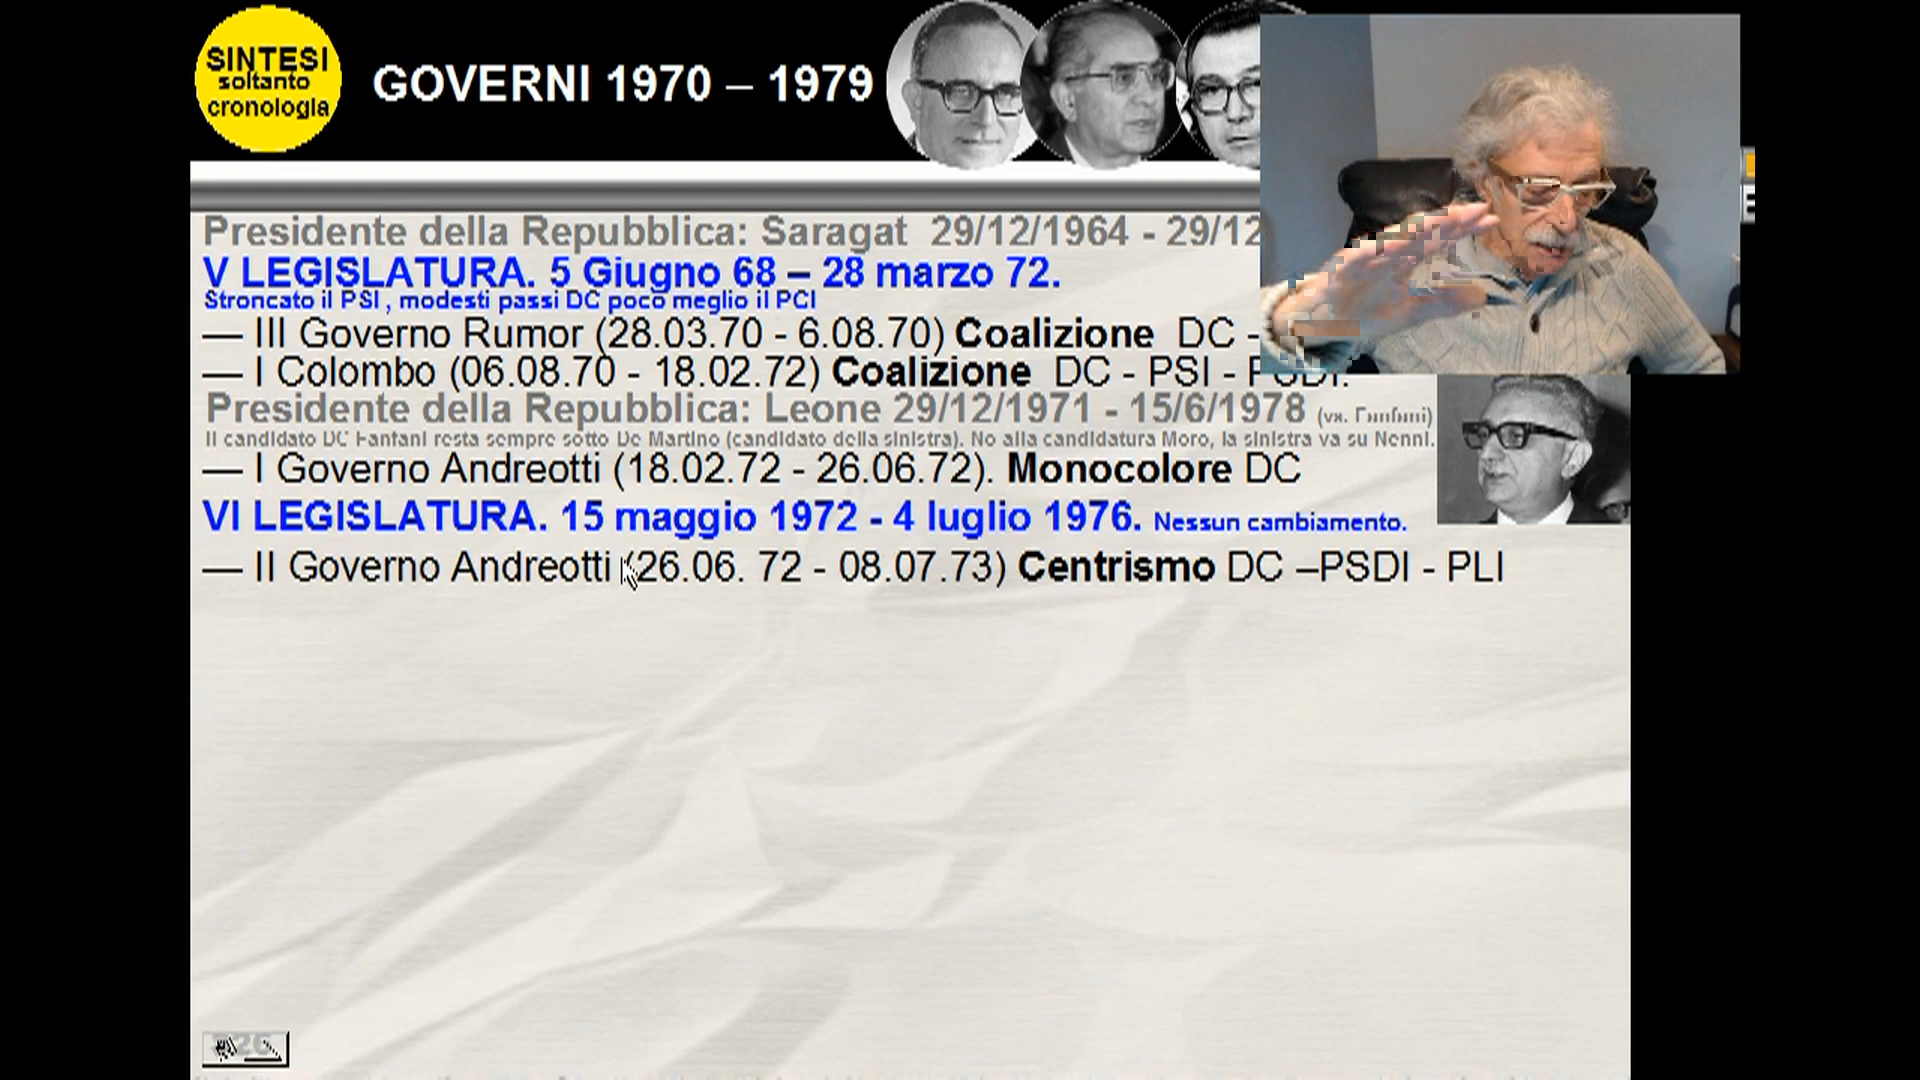 SINTESI
soltanto
cronologia
GOVERNI 1970 – 1979
Presidente della Repubblica: Saragat 29/12/1964 - 29/12
V LEGISLATURA. 5 Giugno 68 – 28 marzo 72.
Stroncato il PSI , modesti passi DC poco meglio il PCI
— III Governo Rumor (28.03.70 - 6.08.70) Coalizione DC -
— I Colombo (06.08.70 - 18.02.72) Coalizione DC - PSI - PSDI.
Presidente della Repubblica: Leone 29/12/1971 - 15/6/1978 (vs. Fanfani)
Il candidato DC Fanfani resta sempre sotto De Martino (candidato della sinistra). No alla candidatura Moro, la sinistra va su Nenni.
— I Governo Andreotti (18.02.72 - 26.06.72). Monocolore DC
VI LEGISLATURA. 15 maggio 1972 - 4 luglio 1976. Nessun cambiamento.
— II Governo Andreotti (26.06. 72 - 08.07.73) Centrismo DC –PSDI - PLI